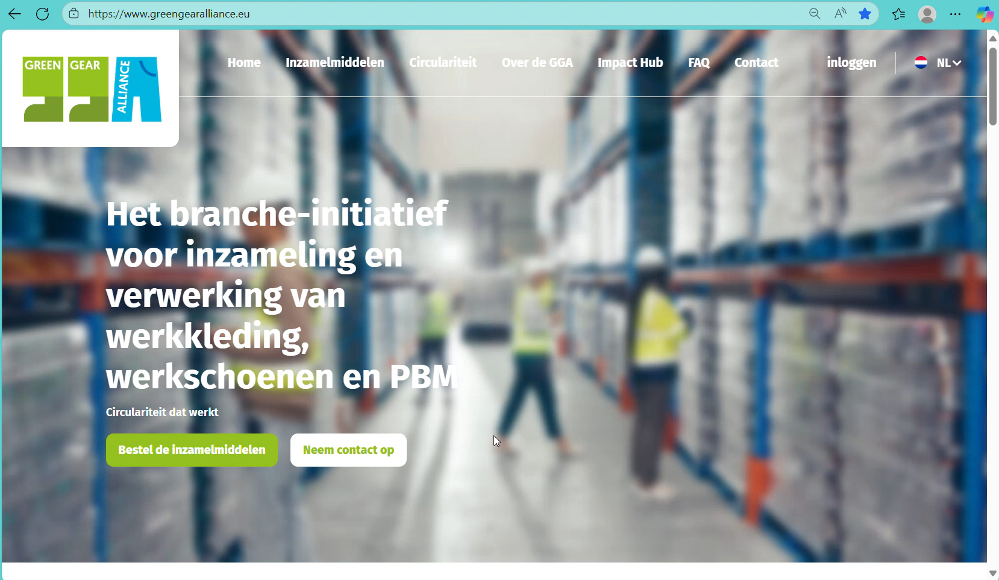 https://www.greengearalliance.eu
GREEN GEAR ALLIANCE
Home Inzamelmiddelen Circulariteit Over de GGA Impact Hub FAQ Contact inloggen NL
Het branche-initiatief
voor inzameling en
verwerking van
werkkleding,
werkschoenen en PBM
Circulariteit dat werkt
Bestel de inzamelmiddelen Neem contact op